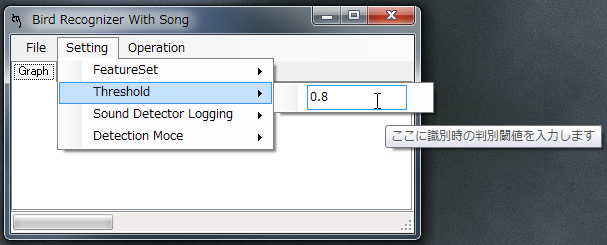 Bird Recognizer With Song
File Setting Operation
Graph
FeatureSet
Threshold
0.8
Sound Detector Logging
Detection Moce
ここに識別時の判別閾値を入力します